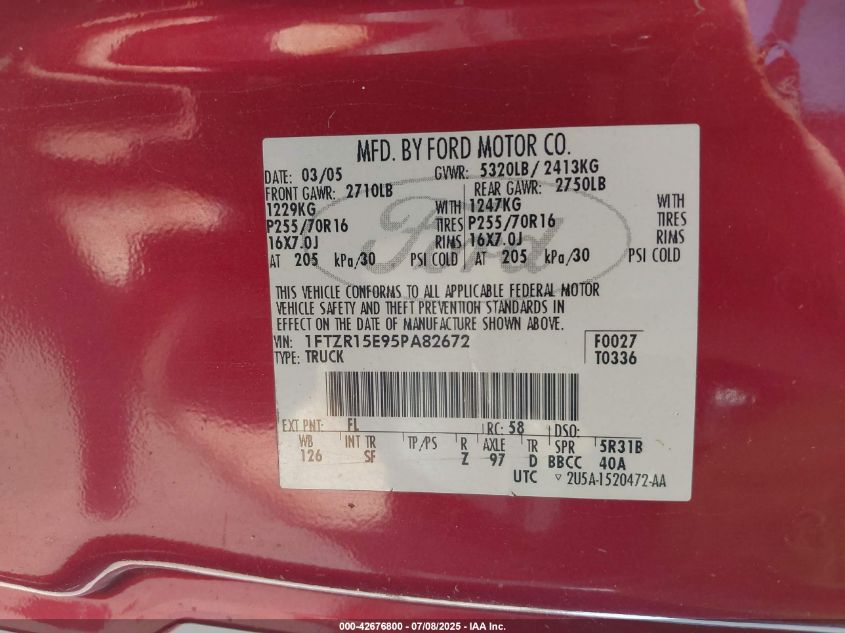 MFD. BY FORD MOTOR CO.
DATE: 03/05 GVWR: 5320LB/ 2413KG
FRONT GAWR: 2710LB REAR GAWR: 2750LB
1229KG WITH 1247KG WITH
P255/70R16 TIRES P255/70R16 TIRES
16X7.0J RIMS 16X7.0J RIMS
AT 205 kPa/30 PSI COLD AT 205 kPa/30 PSI COLD
Ford
THIS VEHICLE CONFORMS TO ALL APPLICABLE FEDERAL MOTOR
VEHICLE SAFETY AND THEFT PREVENTION STANDARDS IN
EFFECT ON THE DATE OF MANUFACTURE SHOWN ABOVE.
VIN: 1FTZR15E95PA82672 F0027
TYPE: TRUCK T0336
EXT PNT: FL RC: 58 DSO:
WB INT TR TP/PS R AXLE TR SPR 5R31B
126 SF Z 97 D BBCC 40A
UTC ▽ 2U5A-1520472-AA
000-42676800 - 07/08/2025 - IAA Inc.